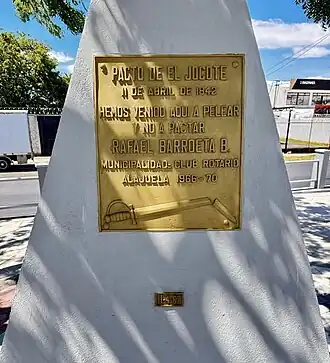 PACTO DE EL JOCOTE
11 DE ABRIL DE 1842
HEMOS VENIDO AQUI A PELEAR
Y NO A PACTAR
RAFAEL BARROETA B.
MUNICIPALIDAD-CLUB ROTARIO
ALAJUELA 1966-70